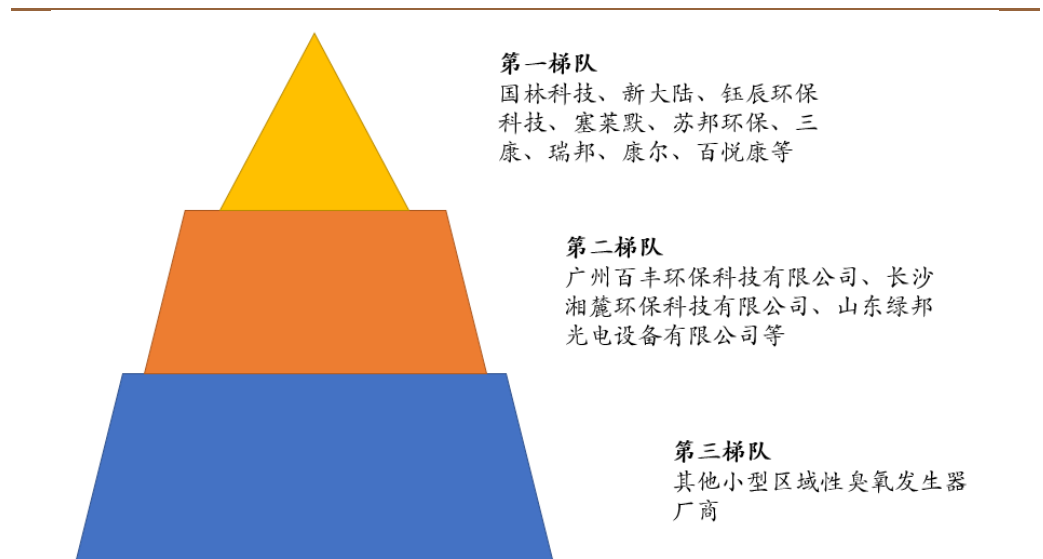 第一梯队
国林科技、新大陆、钰辰环保
科技、塞莱默、苏邦环保、三
康、瑞邦、康尔、百悦康等
第二梯队
广州百丰环保科技有限公司、长沙
湘麓环保科技有限公司、山东绿邦
光电设备有限公司等
第三梯队
其他小型区域性臭氧发生器
厂商